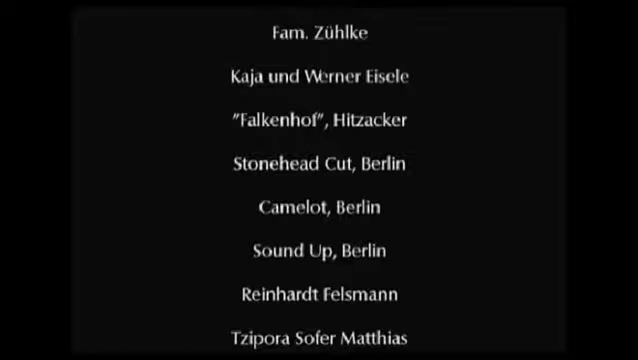 Fam. Zühlke
Kaja und Werner Eisele
"Falkenhof", Hitzacker
Stonehead Cut, Berlin
Camelot, Berlin
Sound Up, Berlin
Reinhardt Felsmann
Tzipora Sofer Matthias